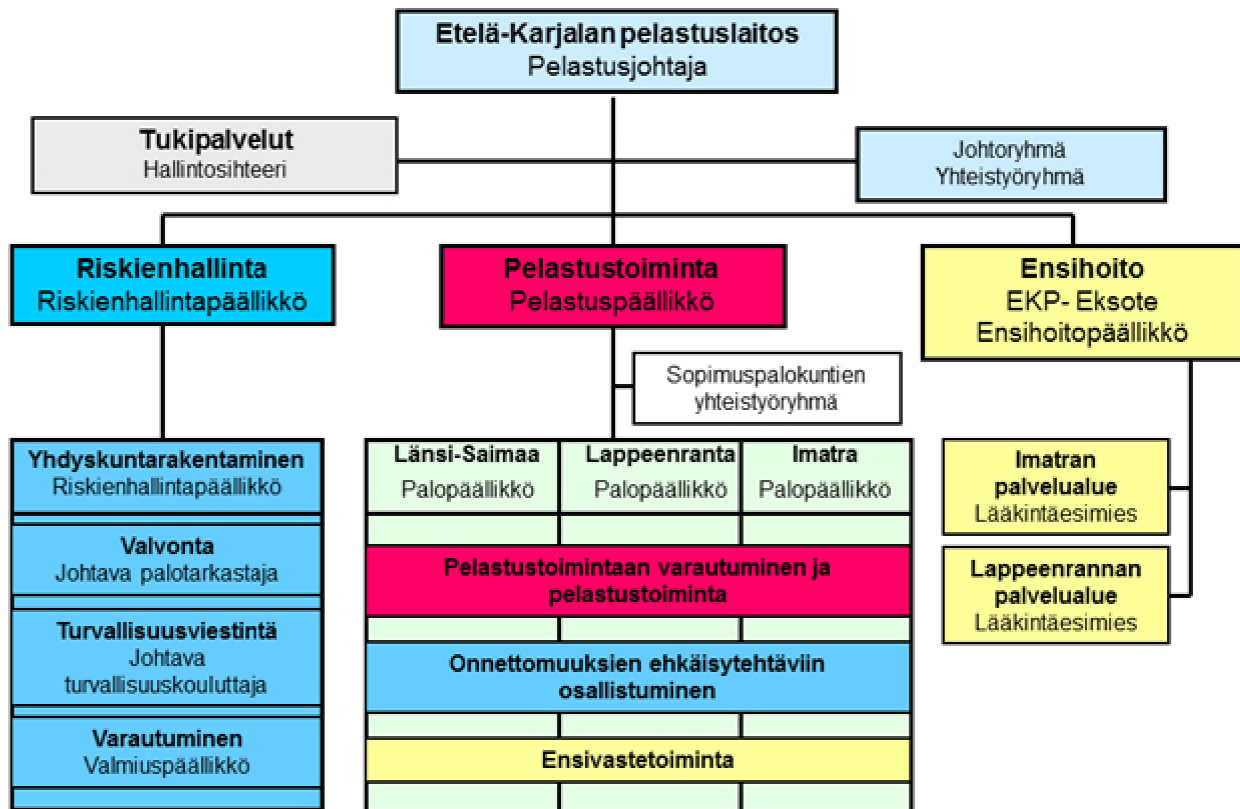 Etelä-Karjalan pelastuslaitos
Pelastusjohtaja
Tukipalvelut
Hallintosihteeri
Johtoryhmä
Yhteistyöryhmä
Riskienhallinta
Riskienhallintapäällikkö
Pelastustoiminta
Pelastuspäällikkö
Ensihoito
EKP- Eksote
Ensihoitopäällikkö
Sopimuspalokuntien
yhteistyöryhmä
Yhdyskuntarakentaminen
Riskienhallintapäällikkö
Valvonta
Johtava palotarkastaja
Turvallisuusviestintä
Johtava
turvallisuuskouluttaja
Varautuminen
Valmiuspäällikkö
Länsi-Saimaa
Palopäällikkö
Lappeenranta
Palopäällikkö
Imatra
Palopäällikkö
Pelastustoimintaan varautuminen ja
pelastustoiminta
Onnettomuuksien ehkäisytehtäviin
osallistuminen
Ensivastetoiminta
Imatran
palvelualue
Lääkintäesimies
Lappeenrannan
palvelualue
Lääkintäesimies